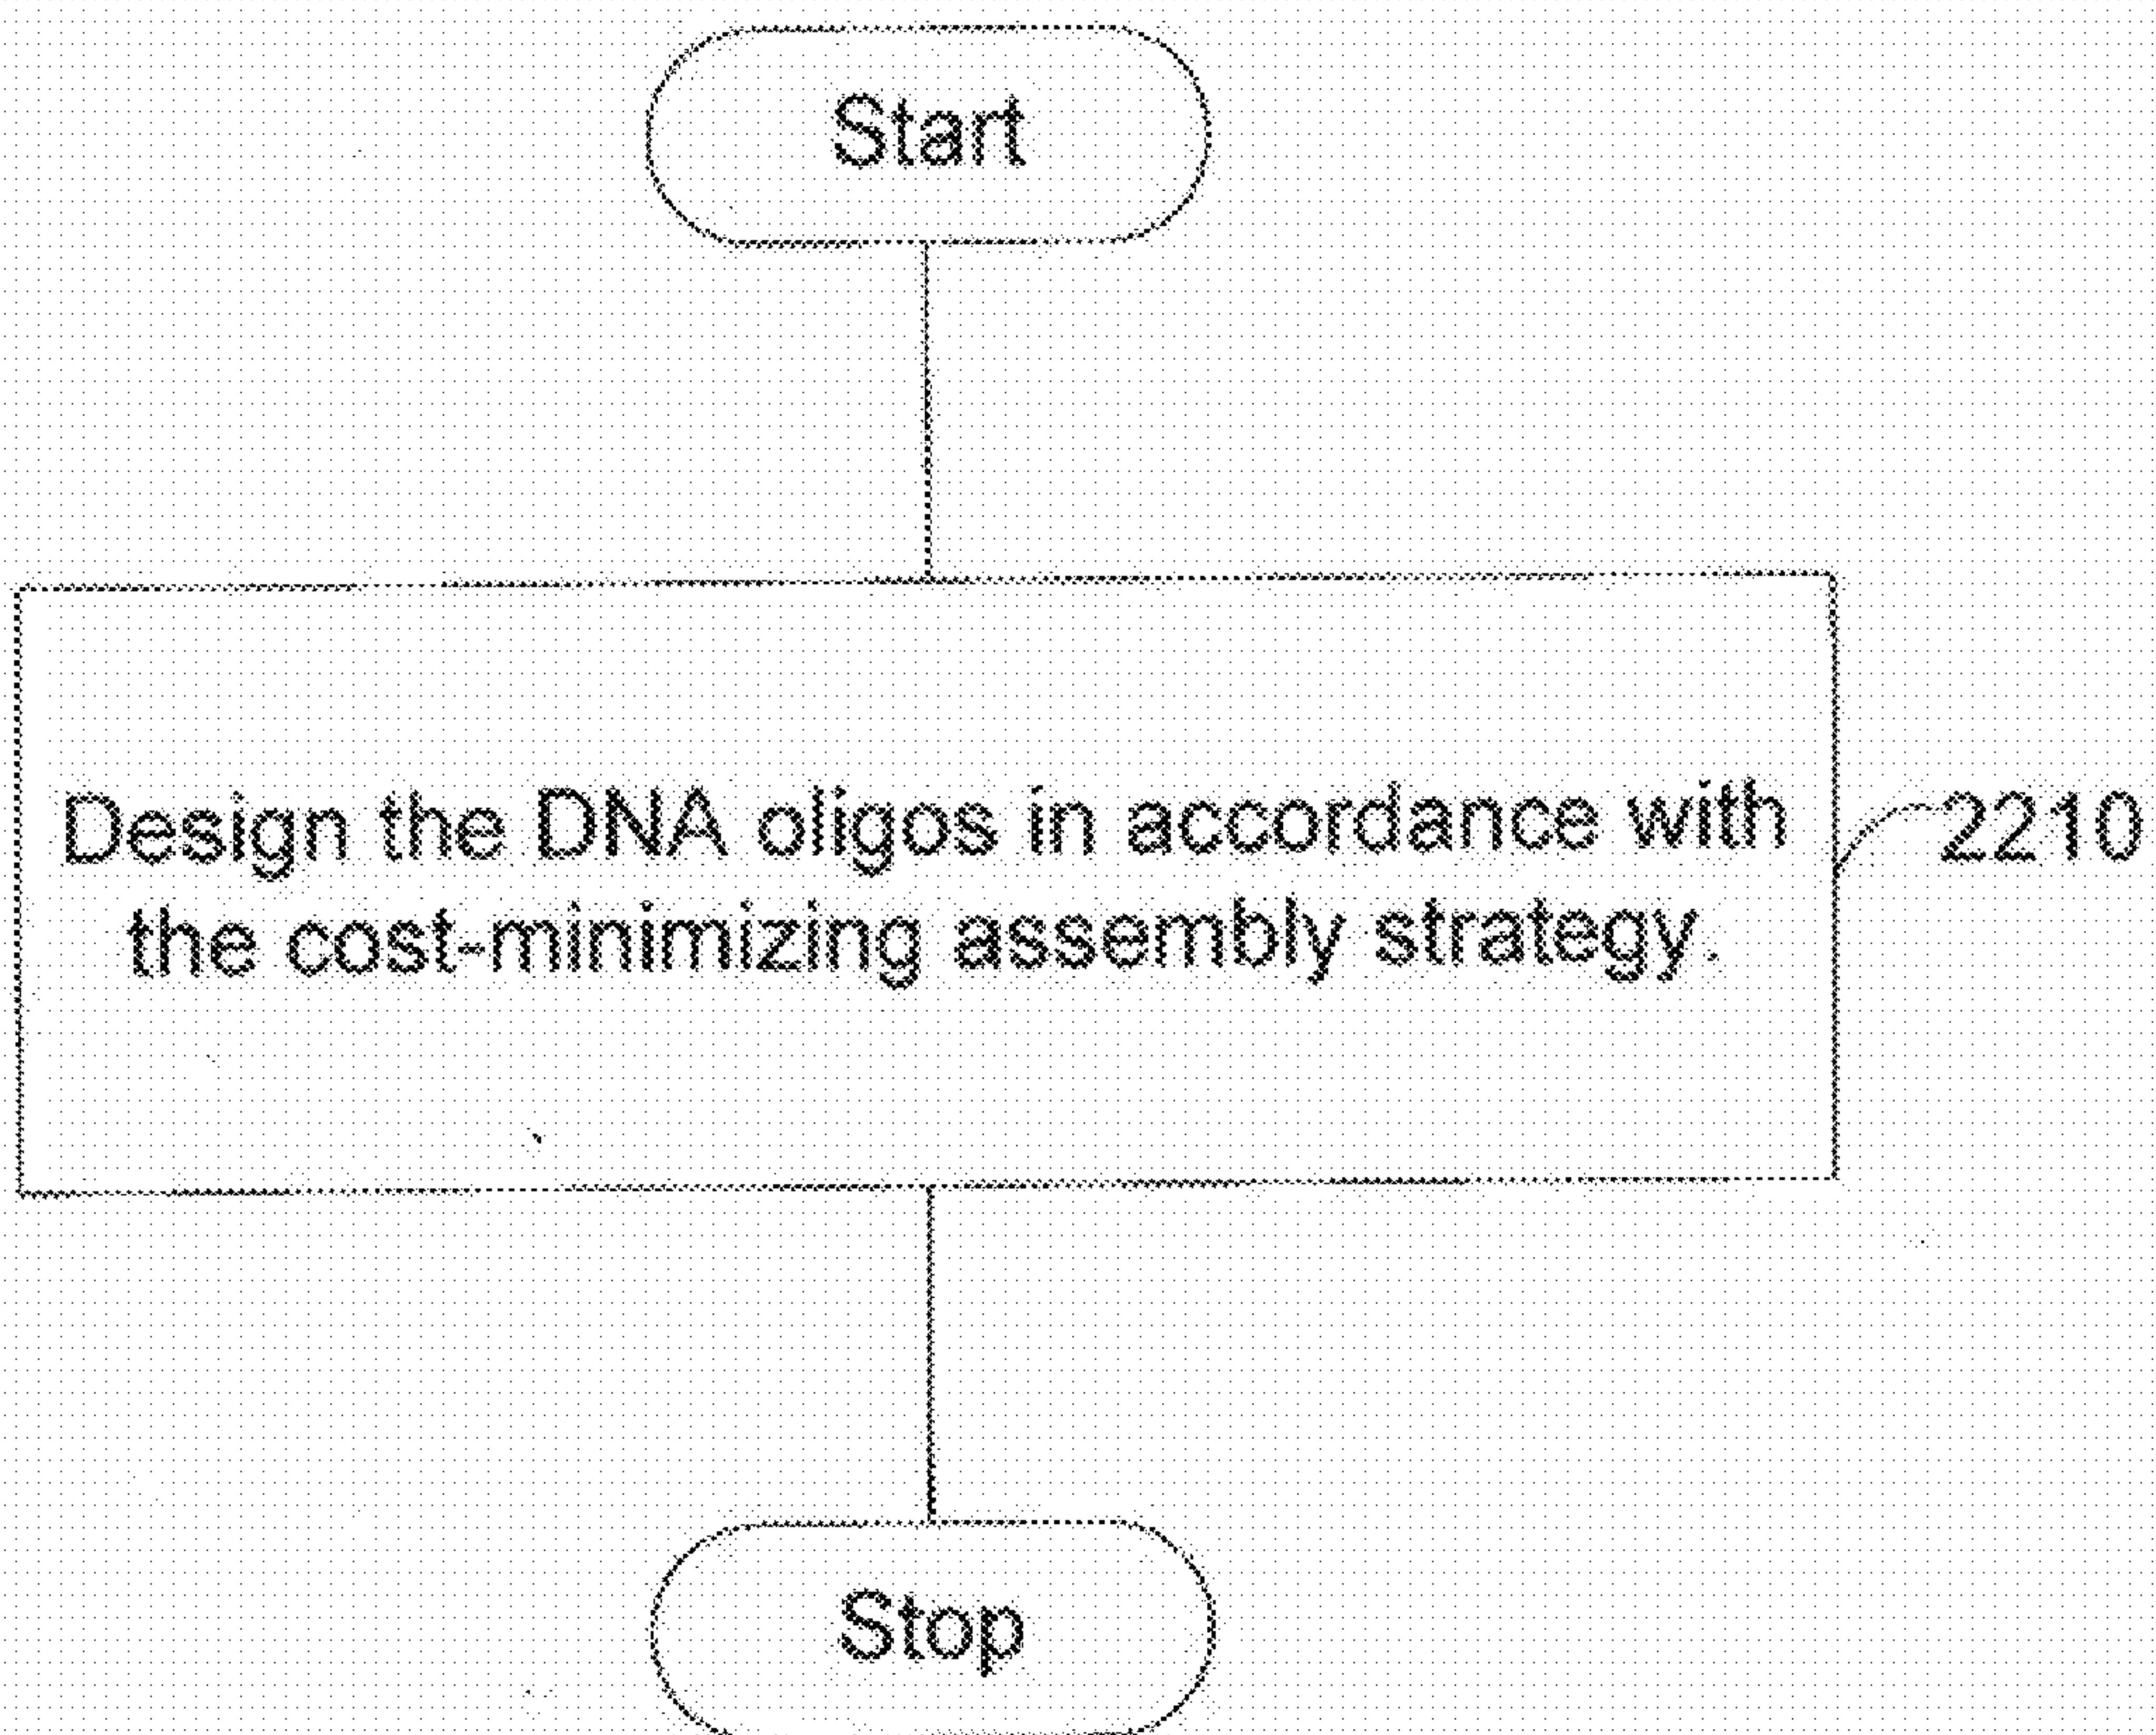 Start
Design the DNA oligos in accordance with
the cost-minimizing assembly strategy.
2210
Stop